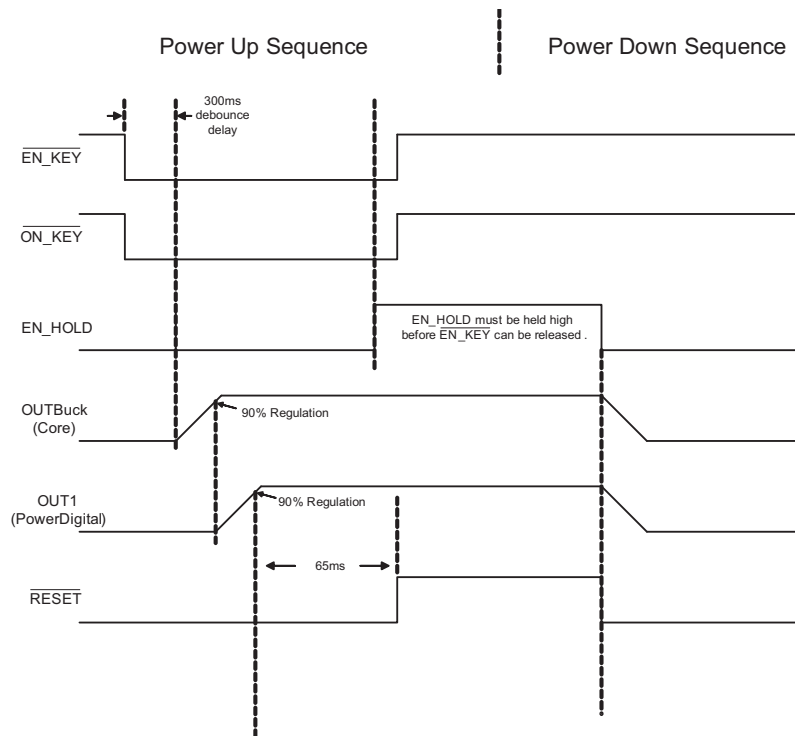 Power Up Sequence
Power Down Sequence
300ms
debounce
delay
EN_KEY
ON_KEY
EN_HOLD
EN_HOLD must be held high
before EN_KEY can be released .
OUTBuck
(Core)
90% Regulation
OUT1
(PowerDigital)
90% Regulation
65ms
RESET